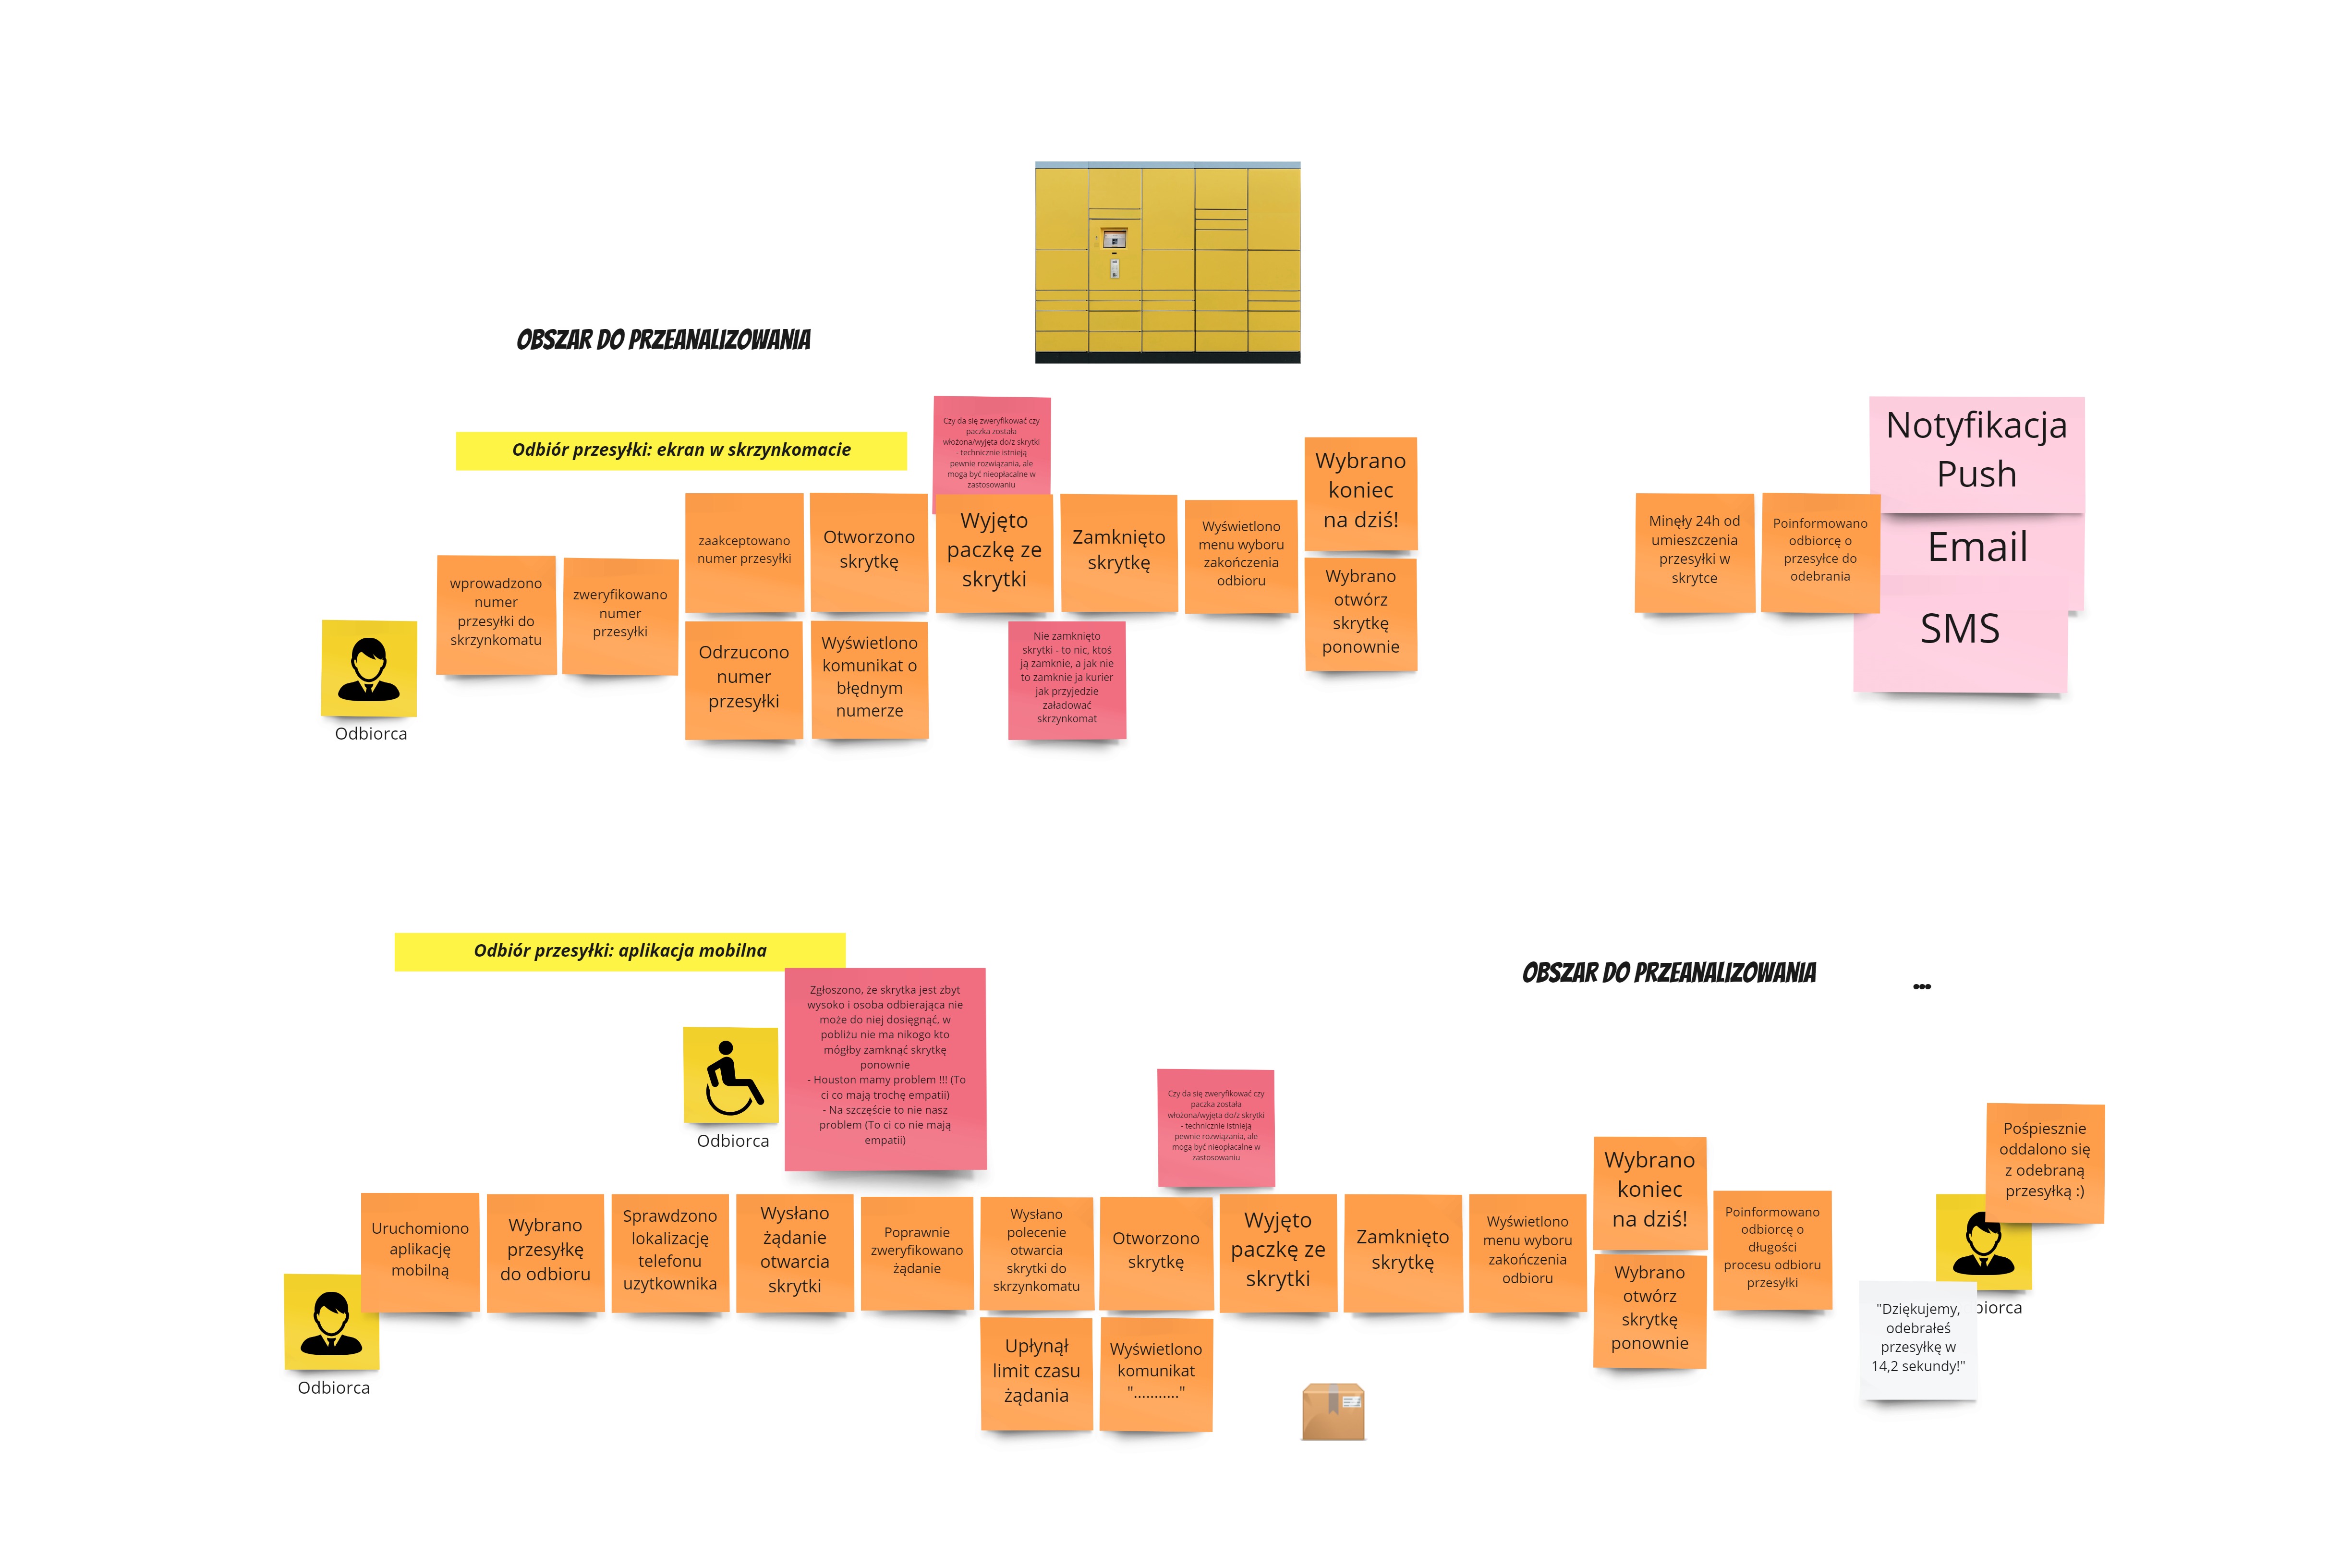 OBSZAR DO PRZEANALIZOWANIA
Odbiór przesyłki: ekran w skrzynkomacie
Odbiorca
wprowadzono
numer
przesyłki do
skrzynkomatu
zweryfikowano
numer
przesyłki
zaakceptowano
numer przesyłki
Odrzucono
numer
przesyłki
Otworzono
skrytkę
Wyświetlono
komunikat o
błędnym
numerze
Czy da się zweryfikować czy
paczka została
włożona/wyjęta do/z skrytki
- technicznie istnieją
pewnie rozwiązania, ale
mogą być nieopłacalne w
zastosowaniu
Wyjęto
paczkę ze
skrytki
Zamknięto
skrytkę
Nie zamknięto
skrytki - to nic, ktoś
ją zamknie, a jak nie
to zamknie ja kurier
jak przyjedzie
załadować
skrzynkomat
Wyświetlono
menu wyboru
zakończenia
odbioru
Wybrano
koniec
na dziś!
Wybrano
otwórz
skrytkę
ponownie
Minęły 24h od
umieszczenia
przesyłki w
skrytce
Poinformowano
odbiorcę o
przesyłce do
odebrania
Notyfikacja
Push
Email
SMS
Odbiór przesyłki: aplikacja mobilna
OBSZAR DO PRZEANALIZOWANIA
...
Odbiorca
Zgłoszono, że skrytka jest zbyt
wysoko i osoba odbierająca nie
może do niej dosięgnąć, w
pobliżu nie ma nikogo kto
mógłby zamknąć skrytkę
ponownie
- Houston mamy problem !!! (To
ci co mają trochę empatii)
- Na szczęście to nie nasz
problem (To ci co nie mają
empatii)
Odbiorca
Uruchomiono
aplikację
mobilną
Wybrano
przesyłkę
do odbioru
Sprawdzono
lokalizację
telefonu
uzytkownika
Wysłano
żądanie
otwarcia
skrytki
Poprawnie
zweryfikowano
żądanie
Wysłano
polecenie
otwarcia
skrytki do
skrzynkomatu
Upłynął
limit czasu
żądania
Otworzono
skrytkę
Wyświetlono
komunikat
"..........."
Czy da się zweryfikować czy
paczka została
włożona/wyjęta do/z skrytki
- technicznie istnieją
pewnie rozwiązania, ale
mogą być nieopłacalne w
zastosowaniu
Wyjęto
paczkę ze
skrytki
Zamknięto
skrytkę
Wyświetlono
menu wyboru
zakończenia
odbioru
Wybrano
koniec
na dziś!
Wybrano
otwórz
skrytkę
ponownie
Poinformowano
odbiorcę o
długości
procesu odbioru
przesyłki
Pośpiesznie
oddalono się
z odebraną
przesyłką :)
biorca
"Dziękujemy,
odebrałeś
przesyłkę w
14,2 sekundy!"